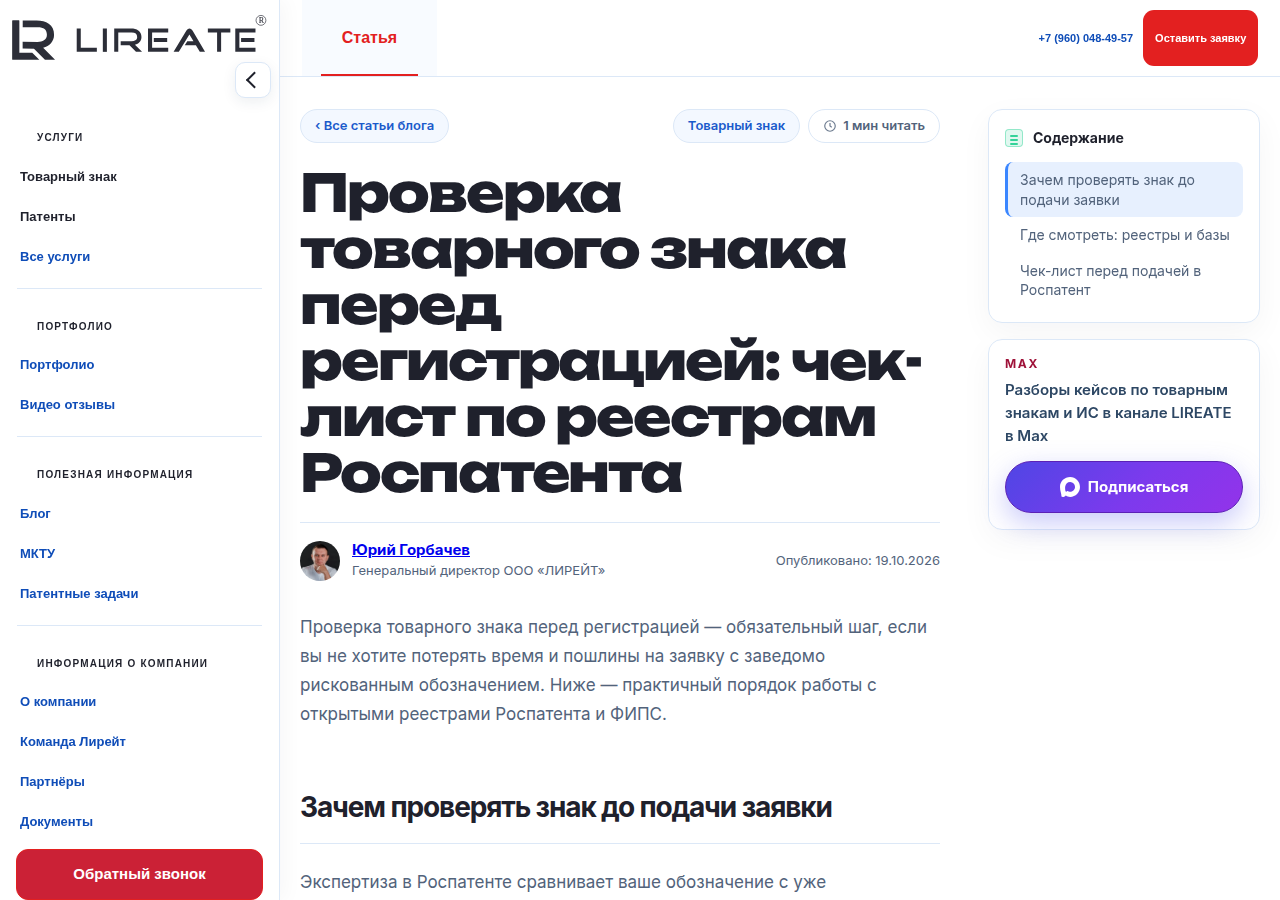 LIREATE®
УСЛУГИ
Товарный знак
Патенты
Все услуги
ПОРТФОЛИО
Портфолио
Видео отзывы
ПОЛЕЗНАЯ ИНФОРМАЦИЯ
Блог
МКТУ
Патентные задачи
ИНФОРМАЦИЯ О КОМПАНИИ
О компании
Команда Лирейт
Партнёры
Документы
Обратный звонок
Статья
+7 (960) 048-49-57
Оставить заявку
‹ Все статьи блога
Товарный знак
1 мин читать
Проверка
товарного знака
перед
регистрацией: чек-
лист по реестрам
Роспатента
Юрий Горбачев
Генеральный директор ООО «ЛИРЕЙТ»
Опубликовано: 19.10.2026
Проверка товарного знака перед регистрацией — обязательный шаг, если
вы не хотите потерять время и пошлины на заявку с заведомо
рискованным обозначением. Ниже — практичный порядок работы с
открытыми реестрами Роспатента и ФИПС.
Зачем проверять знак до подачи заявки
Экспертиза в Роспатенте сравнивает ваше обозначение с уже
Содержание
Зачем проверять знак до
подачи заявки
Где смотреть: реестры и базы
Чек-лист перед подачей в
Роспатент
MAX
Разборы кейсов по товарным
знакам и ИС в канале LIREATE
в Max
Подписаться